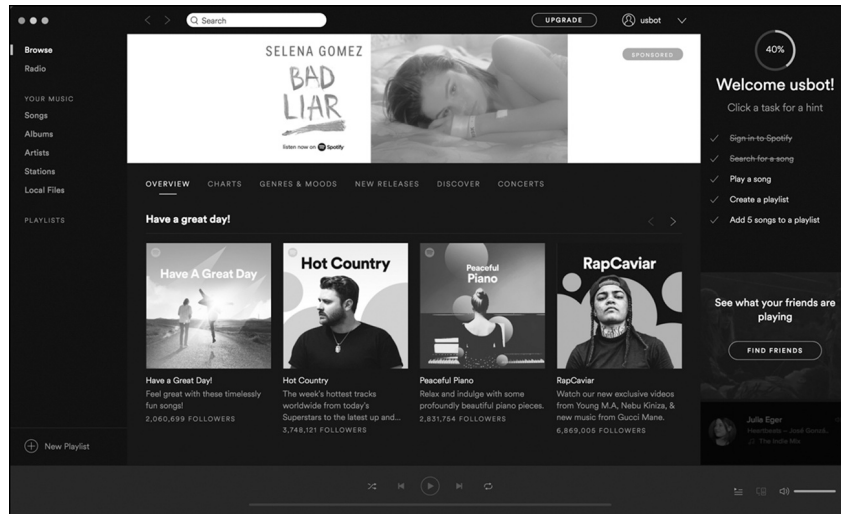 Search
UPGRADE
usbot
Browse
Radio
YOUR MUSIC
Songs
Albums
Artists
Stations
Local Files
PLAYLISTS
New Playlist
SELENA GOMEZ
BAD
LIAR
listen now on Spotify
SPONSORED
OVERVIEW CHARTS GENRES & MOODS NEW RELEASES DISCOVER CONCERTS
Have a great day!
Have A Great Day
Hot Country
Peaceful
Piano
RapCaviar
Have a Great Day!
Feel great with these timelessly
fun songs!
2,060,699 FOLLOWERS
Hot Country
The week's hottest tracks
worldwide from today's
Superstars to the latest up and...
3,748,121 FOLLOWERS
Peaceful Piano
Relax and indulge with some
profoundly beautiful piano pieces.
2,831,754 FOLLOWERS
RapCaviar
Watch our new exclusive videos
from Young M.A, Nebu Kiniza, &
new music from Gucci Mane.
6,869,005 FOLLOWERS
40%
Welcome usbot!
Click a task for a hint
Sign in to Spotify
Search for a song
Play a song
Create a playlist
Add 5 songs to a playlist
See what your friends are
playing
FIND FRIENDS
Julia Eger
Heartbeats – José
The Indie Mix